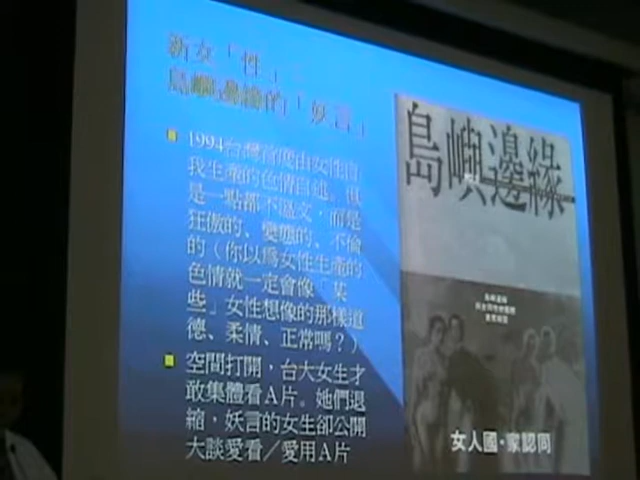 新女「性」：
島嶼邊緣的「妖言」
1994台灣首度由女性自
我生產的色情自述。但
是一點都不溫文，而是
狂傲的、變態的、不倫
的（你以為女性生產的
色情就一定會像「某
些」女性想像的那樣道
德、柔情、正常嗎？）
空間打開，台大女生才
敢集體看A片。她們退
縮，妖言的女生卻公開
大談愛看／愛用A片
島嶼邊緣
女人國·家認同